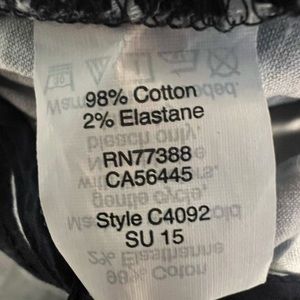 98% Cotton
2% Elastane
RN77388
CA56445
Style C4092
SU 15